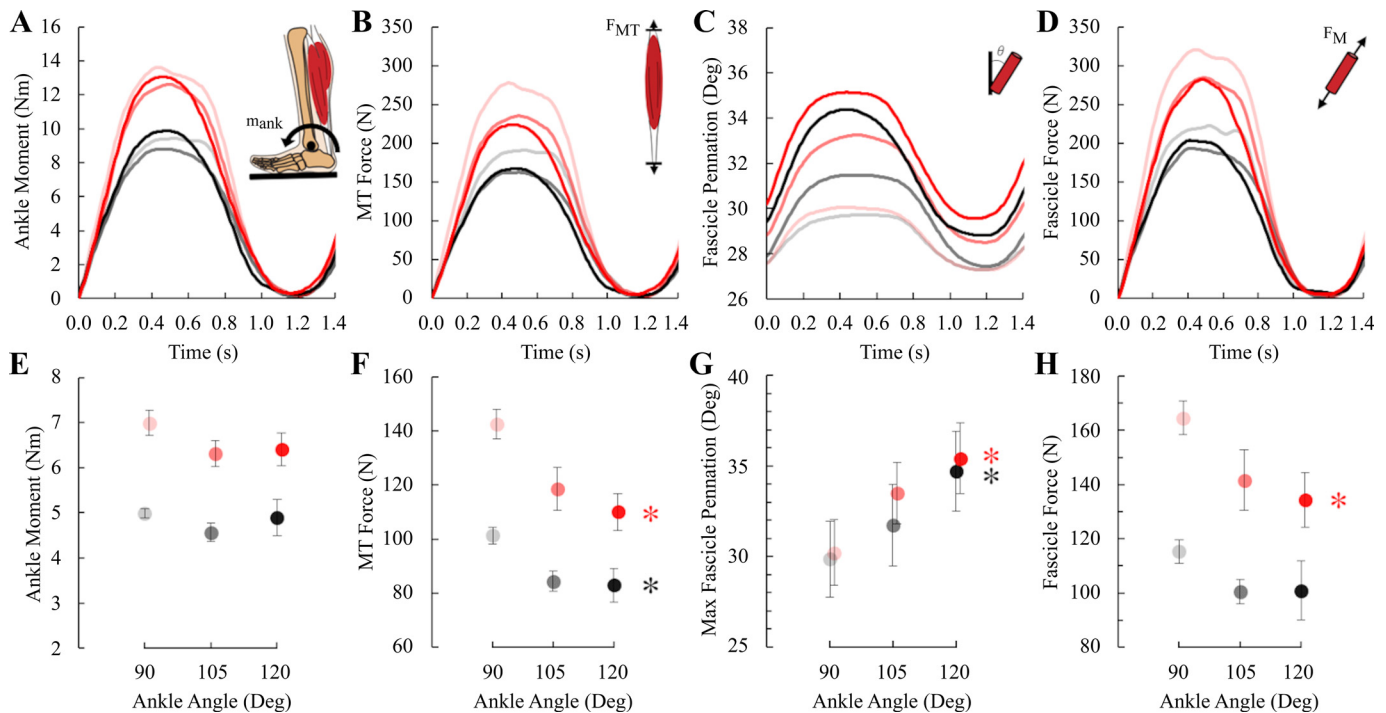 A
16
14
12
10
8
6
4
2
0
Ankle Moment (Nm)
0.0 0.2 0.4 0.6 0.8 1.0 1.2 1.4
Time (s)
mank
B
350
300
250
200
150
100
50
0
MT Force (N)
0.0 0.2 0.4 0.6 0.8 1.0 1.2 1.4
Time (s)
FMT
C
38
36
34
32
30
28
26
Fascicle Pennation (Deg)
0.0 0.2 0.4 0.6 0.8 1.0 1.2 1.4
Time (s)
θ
D
350
300
250
200
150
100
50
0
Fascicle Force (N)
0.0 0.2 0.4 0.6 0.8 1.0 1.2 1.4
Time (s)
FM
E
8
7
6
5
4
3
2
Ankle Moment (Nm)
90 105 120
Ankle Angle (Deg)
F
160
140
120
100
80
60
MT Force (N)
90 105 120
Ankle Angle (Deg)
*
*
G
40
35
30
25
Max Fascicle Pennation (Deg)
90 105 120
Ankle Angle (Deg)
*
*
H
180
160
140
120
100
80
Fascicle Force (N)
90 105 120
Ankle Angle (Deg)
*